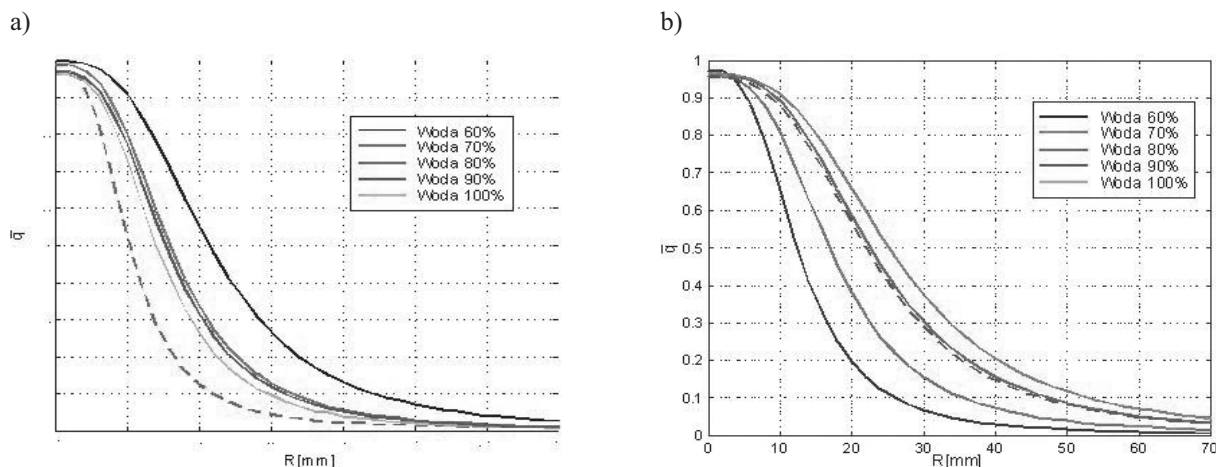 a)
b)
q̅
Woda 60%
Woda 70%
Woda 80%
Woda 90%
Woda 100%
R[mm]
1
0.9
0.8
0.7
0.6
0.5
0.4
0.3
0.2
0.1
0
q̅
Woda 60%
Woda 70%
Woda 80%
Woda 90%
Woda 100%
0 10 20 30 40 50 60 70
R[mm]